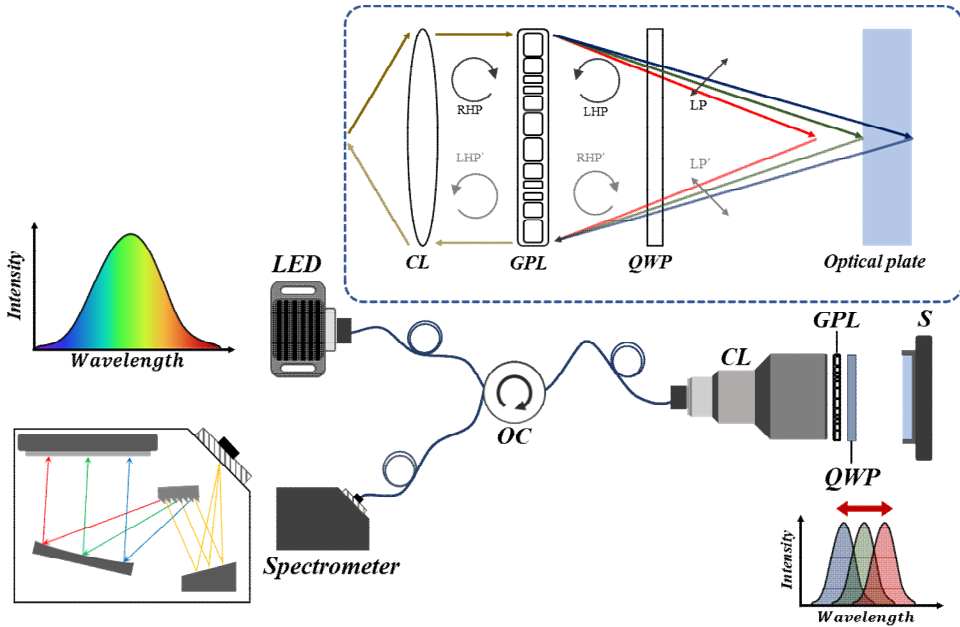 RHP
LHP
LP
LHP'
RHP'
LP'
CL
GPL
QWP
Optical plate
Intensity
Wavelength
LED
OC
Spectrometer
CL
GPL
S
QWP
Intensity
Wavelength